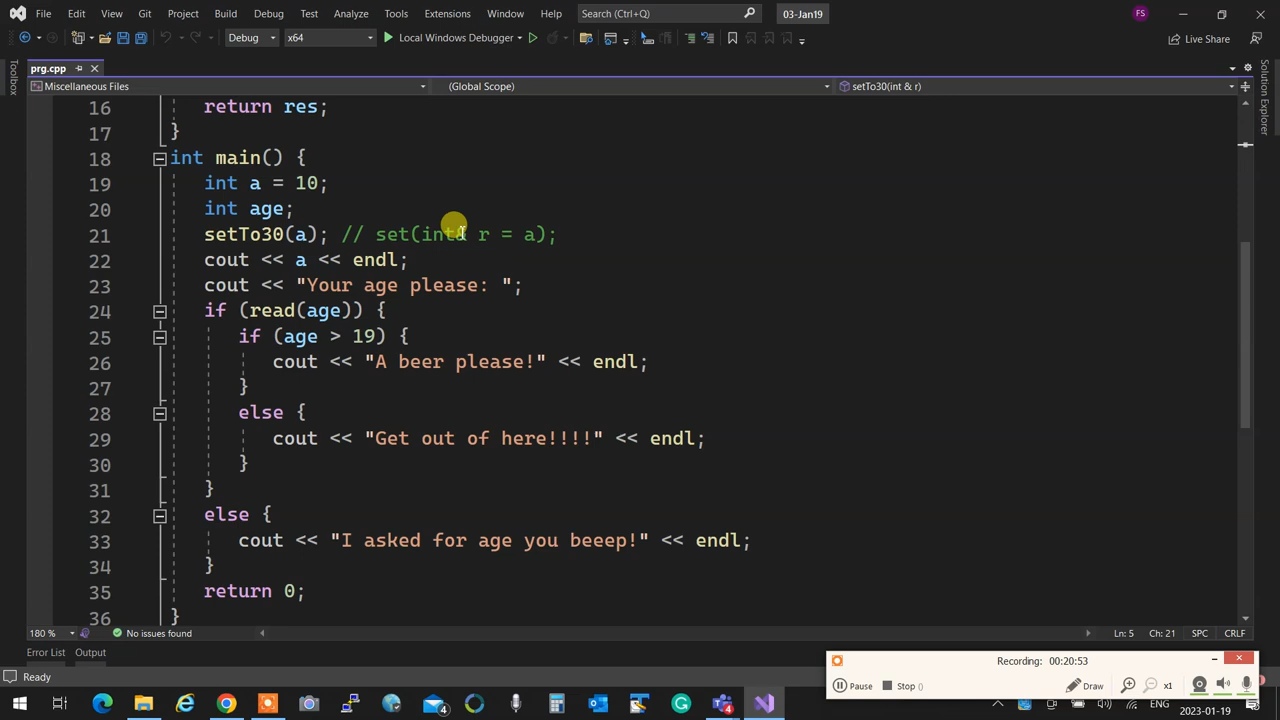 File Edit View Git Project Build Debug Test Analyze Tools Extensions Window Help Search (Ctrl+Q) 03-Jan19 FS
Debug x64 Local Windows Debugger Live Share
prg.cpp
Miscellaneous Files (Global Scope) setTo30(int & r)
Toolbox
Solution Explorer
16 return res;
17 }
18 int main() {
19 int a = 10;
20 int age;
21 setTo30(a); // set(int& r = a);
22 cout << a << endl;
23 cout << "Your age please: ";
24 if (read(age)) {
25 if (age > 19) {
26 cout << "A beer please!" << endl;
27 }
28 else {
29 cout << "Get out of here!!!!" << endl;
30 }
31 }
32 else {
33 cout << "I asked for age you beeep!" << endl;
34 }
35 return 0;
36 }
180 % No issues found Ln: 5 Ch: 21 SPC CRLF
Error List Output
Ready
Recording: 00:20:53
Pause Stop () Draw x1
4 ENG 2023-01-19